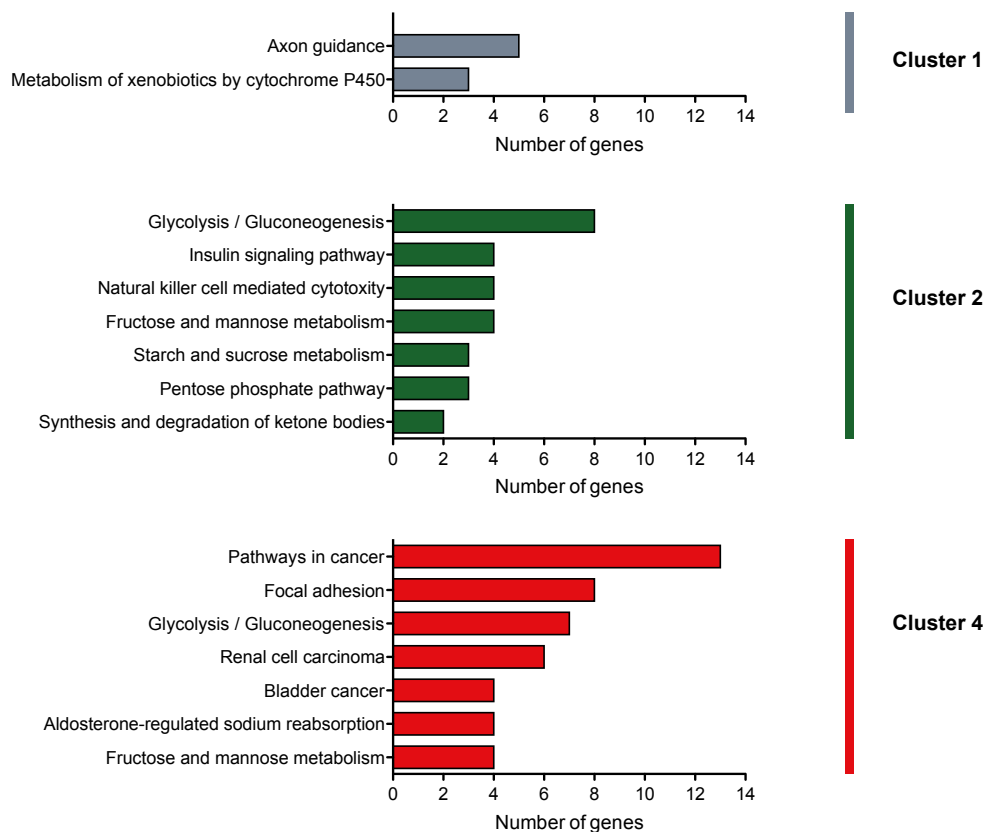 Axon guidance
Metabolism of xenobiotics by cytochrome P450
0 2 4 6 8 10 12 14
Number of genes
Cluster 1
Glycolysis / Gluconeogenesis
Insulin signaling pathway
Natural killer cell mediated cytotoxity
Fructose and mannose metabolism
Starch and sucrose metabolism
Pentose phosphate pathway
Synthesis and degradation of ketone bodies
0 2 4 6 8 10 12 14
Number of genes
Cluster 2
Pathways in cancer
Focal adhesion
Glycolysis / Gluconeogenesis
Renal cell carcinoma
Bladder cancer
Aldosterone-regulated sodium reabsorption
Fructose and mannose metabolism
0 2 4 6 8 10 12 14
Number of genes
Cluster 4